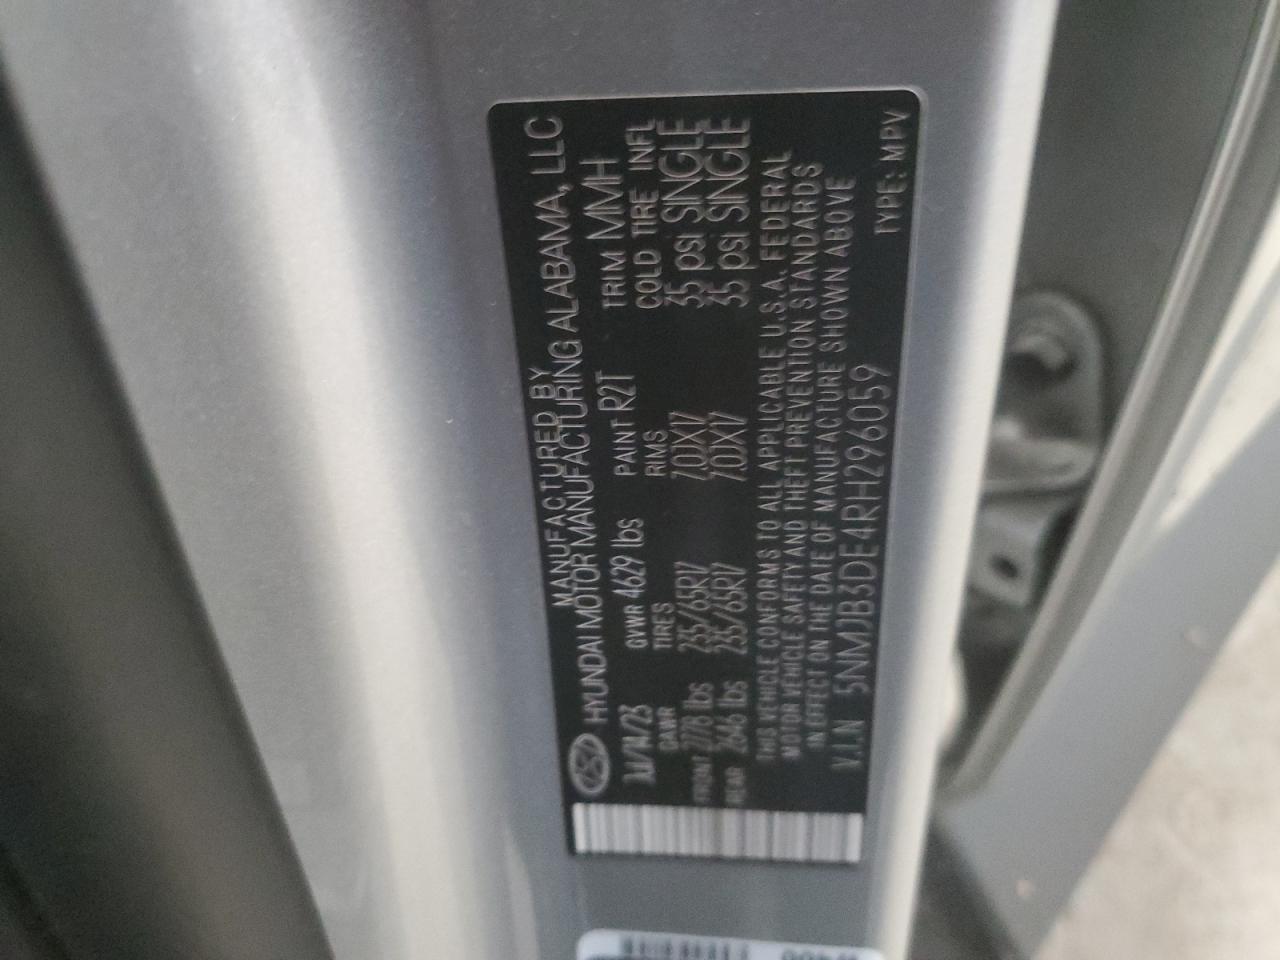 MANUFACTURED BY
HYUNDAI MOTOR MANUFACTURING ALABAMA, LLC
GVWR 4629 lbs PAINT R2T TRIM MMH
GAWR TIRES RIMS COLD TIRE INFL
FRONT 2778 lbs 235/65R17 7.0JX17 35 psi SINGLE
REAR 2646 lbs 235/65R17 7.0JX17 35 psi SINGLE
THIS VEHICLE CONFORMS TO ALL APPLICABLE U.S.A. FEDERAL
MOTOR VEHICLE SAFETY AND THEFT PREVENTION STANDARDS
IN EFFECT ON THE DATE OF MANUFACTURE SHOWN ABOVE
V.I.N 5NMJB3DE4RH296059 TYPE: MPV